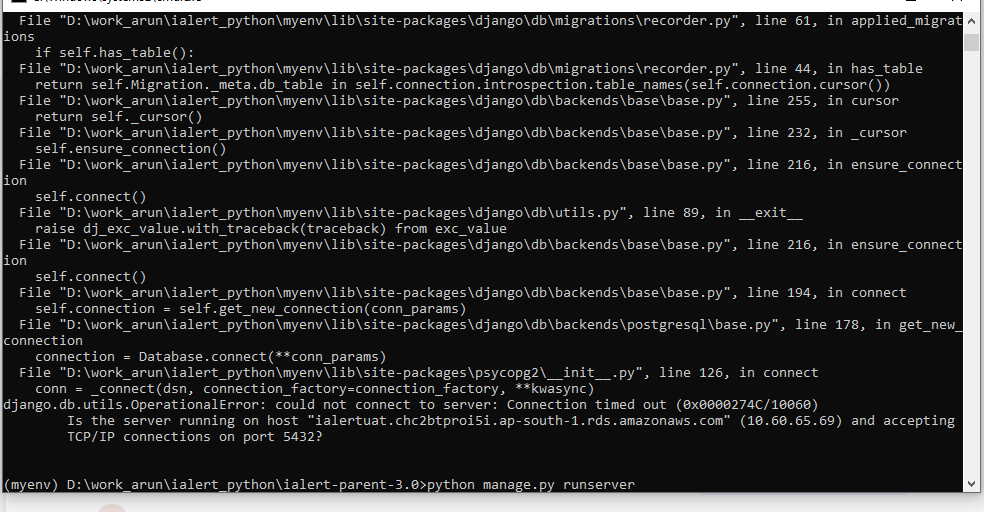 File "D:\work_arun\ialert_python\myenv\lib\site-packages\django\db\migrations\recorder.py", line 61, in applied_migrat
ions
    if self.has_table():
  File "D:\work_arun\ialert_python\myenv\lib\site-packages\django\db\migrations\recorder.py", line 44, in has_table
    return self.Migration._meta.db_table in self.connection.introspection.table_names(self.connection.cursor())
  File "D:\work_arun\ialert_python\myenv\lib\site-packages\django\db\backends\base\base.py", line 255, in cursor
    return self._cursor()
  File "D:\work_arun\ialert_python\myenv\lib\site-packages\django\db\backends\base\base.py", line 232, in _cursor
    self.ensure_connection()
  File "D:\work_arun\ialert_python\myenv\lib\site-packages\django\db\backends\base\base.py", line 216, in ensure_connect
ion
    self.connect()
  File "D:\work_arun\ialert_python\myenv\lib\site-packages\django\db\utils.py", line 89, in __exit__
    raise dj_exc_value.with_traceback(traceback) from exc_value
  File "D:\work_arun\ialert_python\myenv\lib\site-packages\django\db\backends\base\base.py", line 216, in ensure_connect
ion
    self.connect()
  File "D:\work_arun\ialert_python\myenv\lib\site-packages\django\db\backends\base\base.py", line 194, in connect
    self.connection = self.get_new_connection(conn_params)
  File "D:\work_arun\ialert_python\myenv\lib\site-packages\django\db\backends\postgresql\base.py", line 178, in get_new_
connection
    connection = Database.connect(**conn_params)
  File "D:\work_arun\ialert_python\myenv\lib\site-packages\psycopg2\__init__.py", line 126, in connect
    conn = _connect(dsn, connection_factory=connection_factory, **kwasync)
django.db.utils.OperationalError: could not connect to server: Connection timed out (0x0000274C/10060)
        Is the server running on host "ialertuat.chc2btproi5i.ap-south-1.rds.amazonaws.com" (10.60.65.69) and accepting
        TCP/IP connections on port 5432?
(myenv) D:\work_arun\ialert_python\ialert-parent-3.0>python manage.py runserver